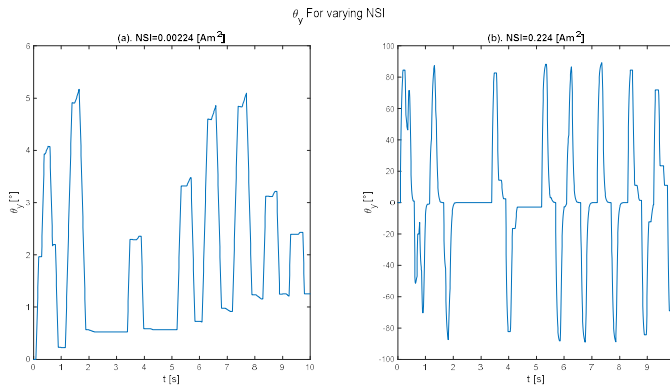 θy For varying NSI
(a). NSI=0.00224 [Am²]
6
5
4
3
2
1
0
θy [°]
0 1 2 3 4 5 6 7 8 9 10
t [s]
(b). NSI=0.224 [Am²]
100
80
60
40
20
0
-20
-40
-60
-80
-100
θy [°]
0 1 2 3 4 5 6 7 8 9
t [s]